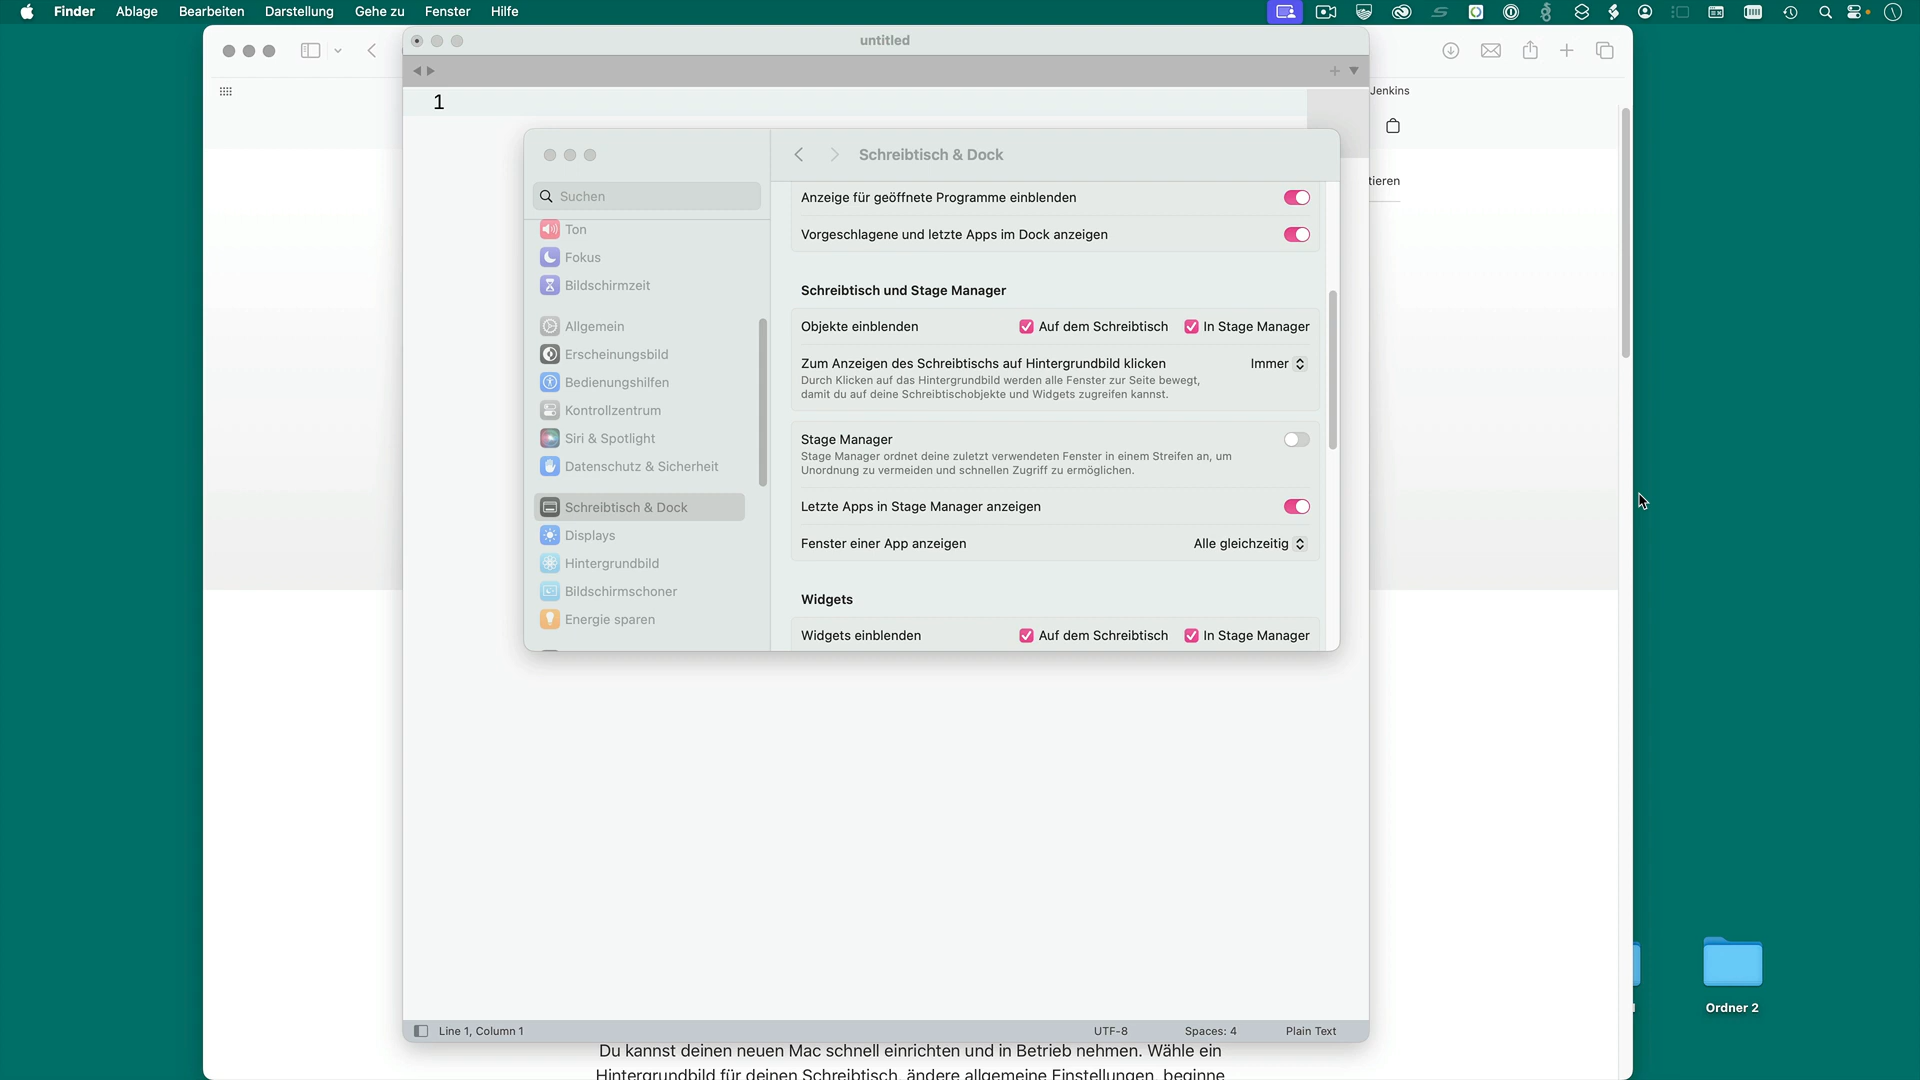 Finder Ablage Bearbeiten Darstellung Gehe zu Fenster Hilfe
untitled
Jenkins
1
Schreibtisch & Dock
tieren
Suchen
Anzeige für geöffnete Programme einblenden
Ton
Vorgeschlagene und letzte Apps im Dock anzeigen
Fokus
Bildschirmzeit
Schreibtisch und Stage Manager
Allgemein
Objekte einblenden Auf dem Schreibtisch In Stage Manager
Erscheinungsbild
Zum Anzeigen des Schreibtischs auf Hintergrundbild klicken Immer
Durch Klicken auf das Hintergrundbild werden alle Fenster zur Seite bewegt,
damit du auf deine Schreibtischobjekte und Widgets zugreifen kannst.
Bedienungshilfen
Kontrollzentrum
Siri & Spotlight
Stage Manager
Stage Manager ordnet deine zuletzt verwendeten Fenster in einem Streifen an, um
Unordnung zu vermeiden und schnellen Zugriff zu ermöglichen.
Datenschutz & Sicherheit
Schreibtisch & Dock
Letzte Apps in Stage Manager anzeigen
Displays
Fenster einer App anzeigen Alle gleichzeitig
Hintergrundbild
Bildschirmschoner
Widgets
Energie sparen
Widgets einblenden Auf dem Schreibtisch In Stage Manager
Ordner 2
Line 1, Column 1 UTF-8 Spaces: 4 Plain Text
Du kannst deinen neuen Mac schnell einrichten und in Betrieb nehmen. Wähle ein
Hintergrundbild für deinen Schreibtisch, ändere allgemeine Einstellungen, beginne